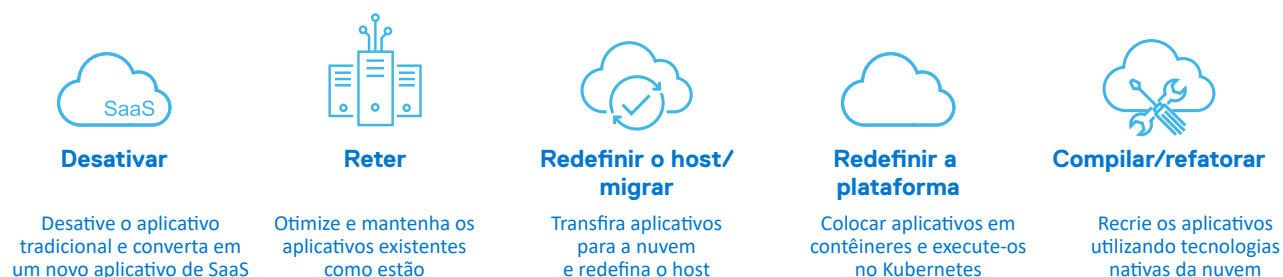 SaaS
Desativar
Desative o aplicativo
tradicional e converta em
um novo aplicativo de SaaS
Reter
Otimize e mantenha os
aplicativos existentes
como estão
Redefinir o host/
migrar
Transfira aplicativos
para a nuvem
e redefina o host
Redefinir a
plataforma
Colocar aplicativos em
contêineres e execute-os
no Kubernetes
Compilar/refatorar
Recrie os aplicativos
utilizando tecnologias
nativas da nuvem